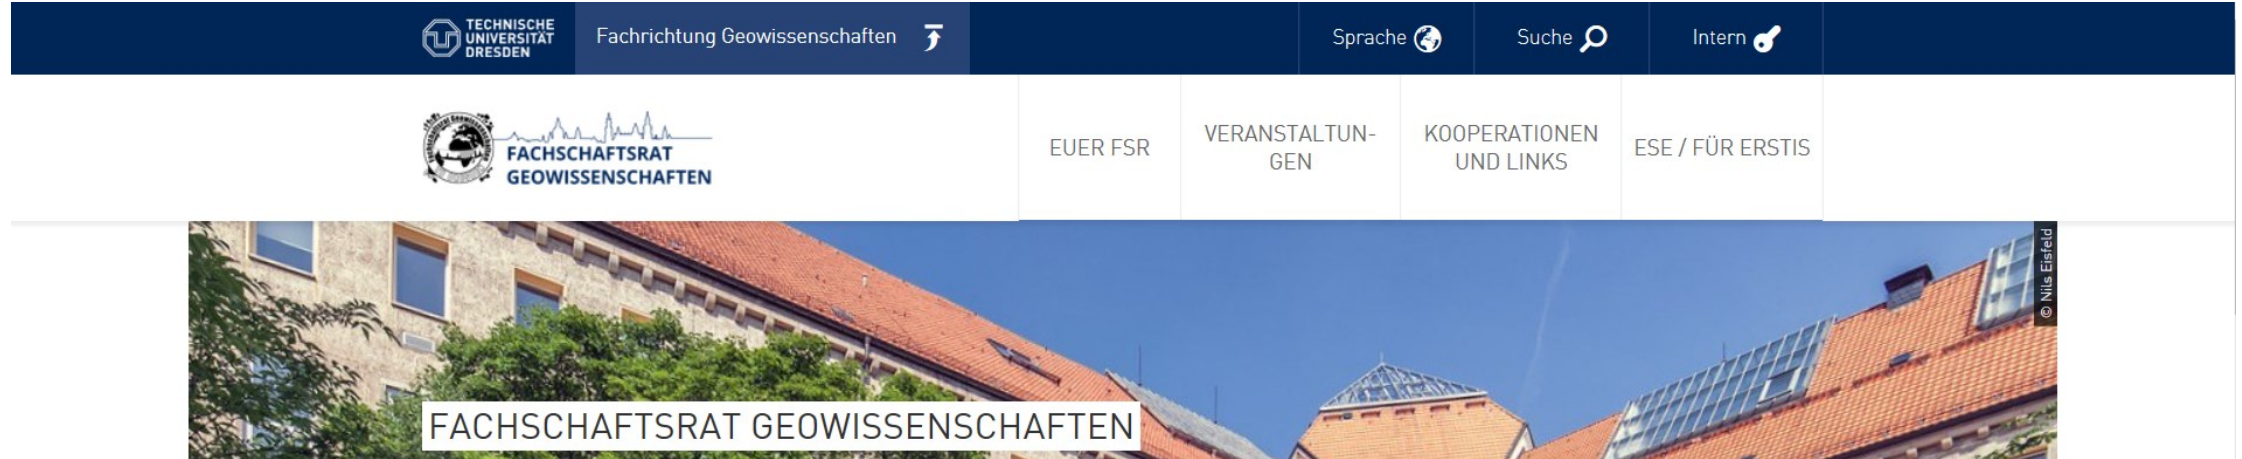 TECHNISCHE
UNIVERSITÄT
DRESDEN
Fachrichtung Geowissenschaften
Sprache
Suche
Intern
FACHSCHAFTSRAT
GEOWISSENSCHAFTEN
EUER FSR
VERANSTALTUN-
GEN
KOOPERATIONEN
UND LINKS
ESE / FÜR ERSTIS
© Nils Eisfeld
FACHSCHAFTSRAT GEOWISSENSCHAFTEN